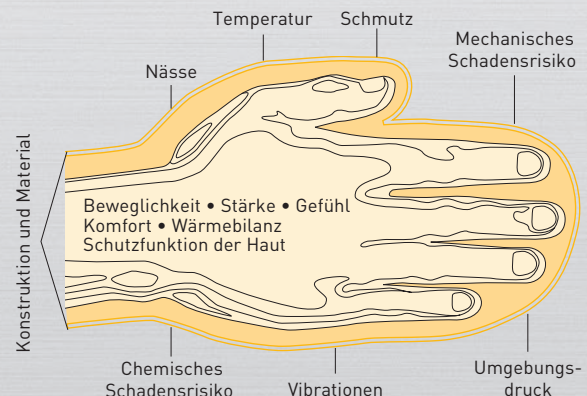 Temperatur
Schmutz
Mechanisches
Schadensrisiko
Nässe
Konstruktion und Material
Beweglichkeit • Stärke • Gefühl
Komfort • Wärmebilanz
Schutzfunktion der Haut
Chemisches
Schadensrisiko
Vibrationen
Umgebungs-
druck